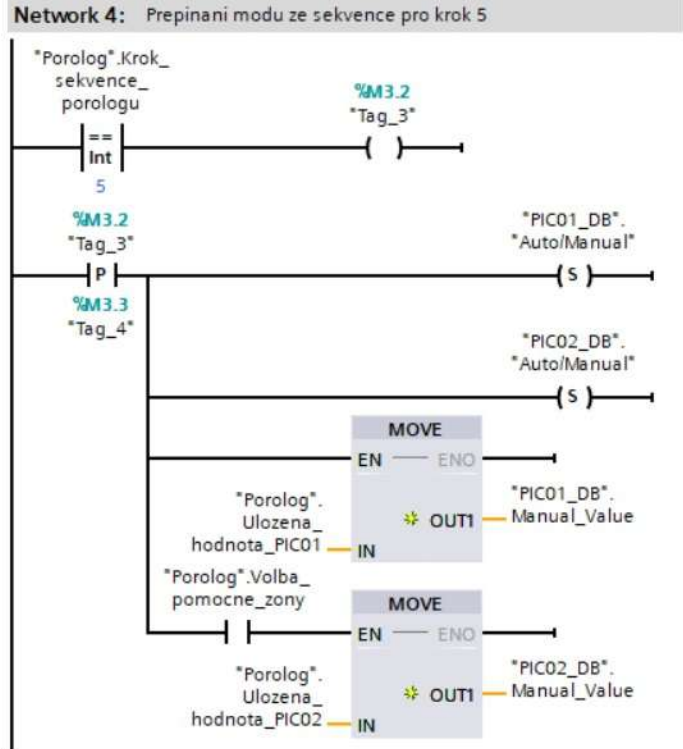 Network 4: Prepinani modu ze sekvence pro krok 5
"Porolog".Krok_
sekvence_
porologu
==
Int
5
%M3.2
"Tag_3"
( )
%M3.2
"Tag_3"
P
%M3.3
"Tag_4"
"PIC01_DB".
"Auto/Manual"
( S )
"PIC02_DB".
"Auto/Manual"
( S )
MOVE
EN ENO
"Porolog".
Ulozena_
hodnota_PIC01
IN
OUT1
"PIC01_DB".
Manual_Value
"Porolog".Volba_
pomocne_zony
MOVE
EN ENO
"Porolog".
Ulozena_
hodnota_PIC02
IN
OUT1
"PIC02_DB".
Manual_Value